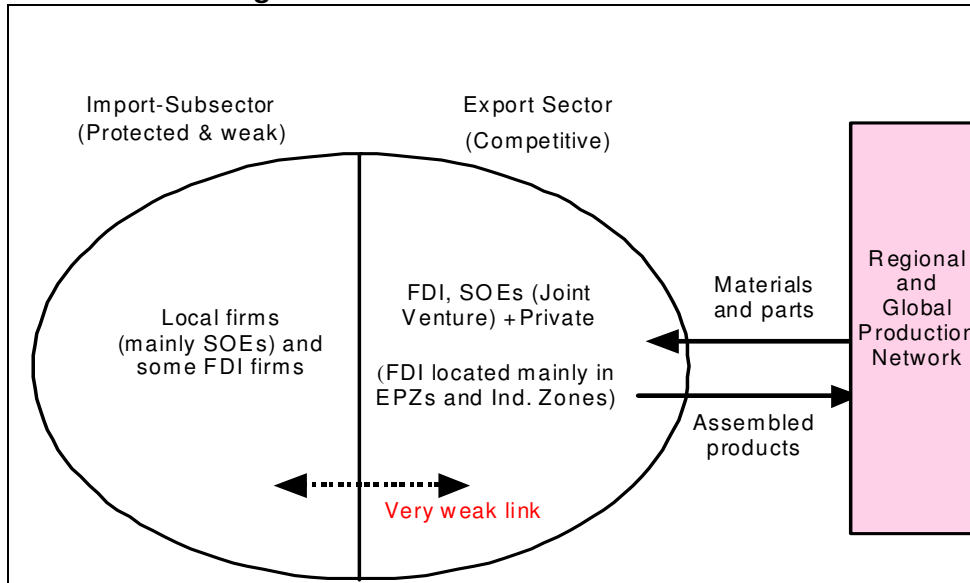 Import-Subsector
(Protected & weak)
Export Sector
(Competitive)
Local firms
(mainly SOEs) and
some FDI firms
FDI, SOEs (Joint
Venture) +Private
(FDI located mainly in
EPZs and Ind. Zones)
Very weak link
Materials
and parts
Assembled
products
Regional
and
Global
Production
Network